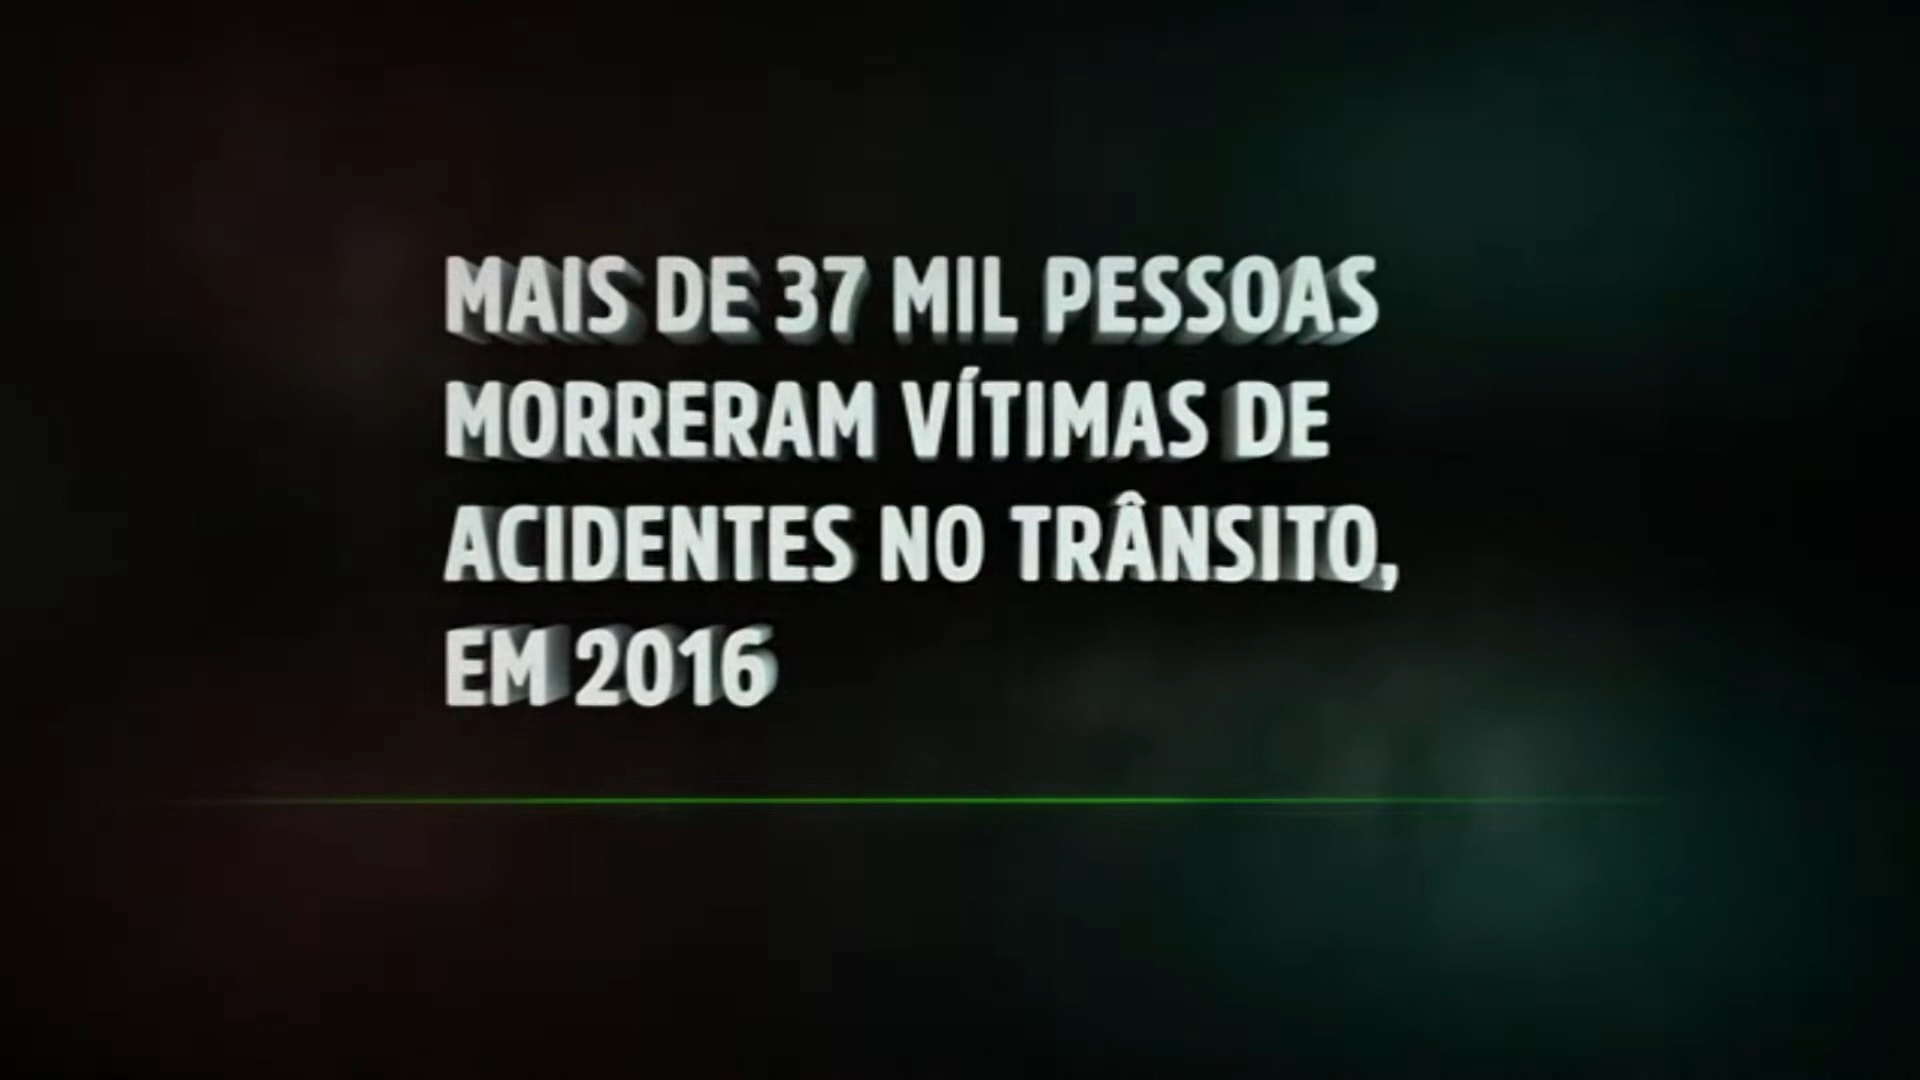 MAIS DE 37 MIL PESSOAS
MORRERAM VÍTIMAS DE
ACIDENTES NO TRÂNSITO,
EM 2016